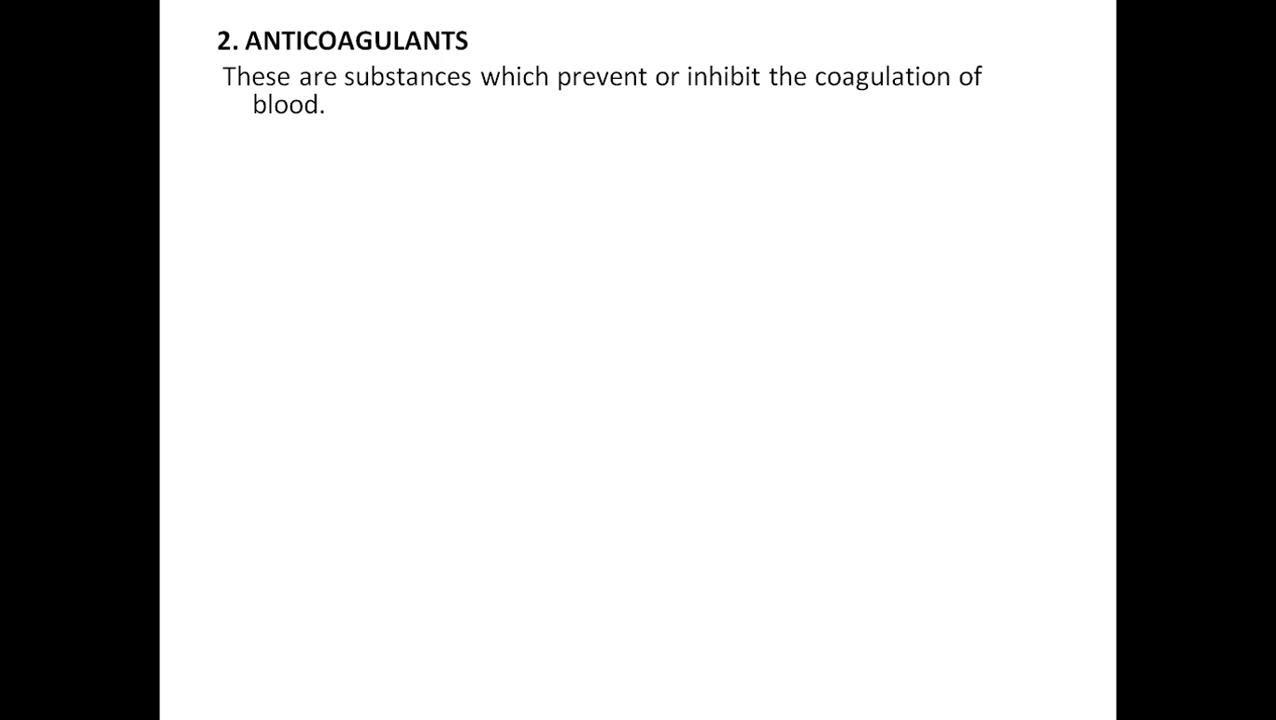 2. ANTICOAGULANTS
These are substances which prevent or inhibit the coagulation of
blood.